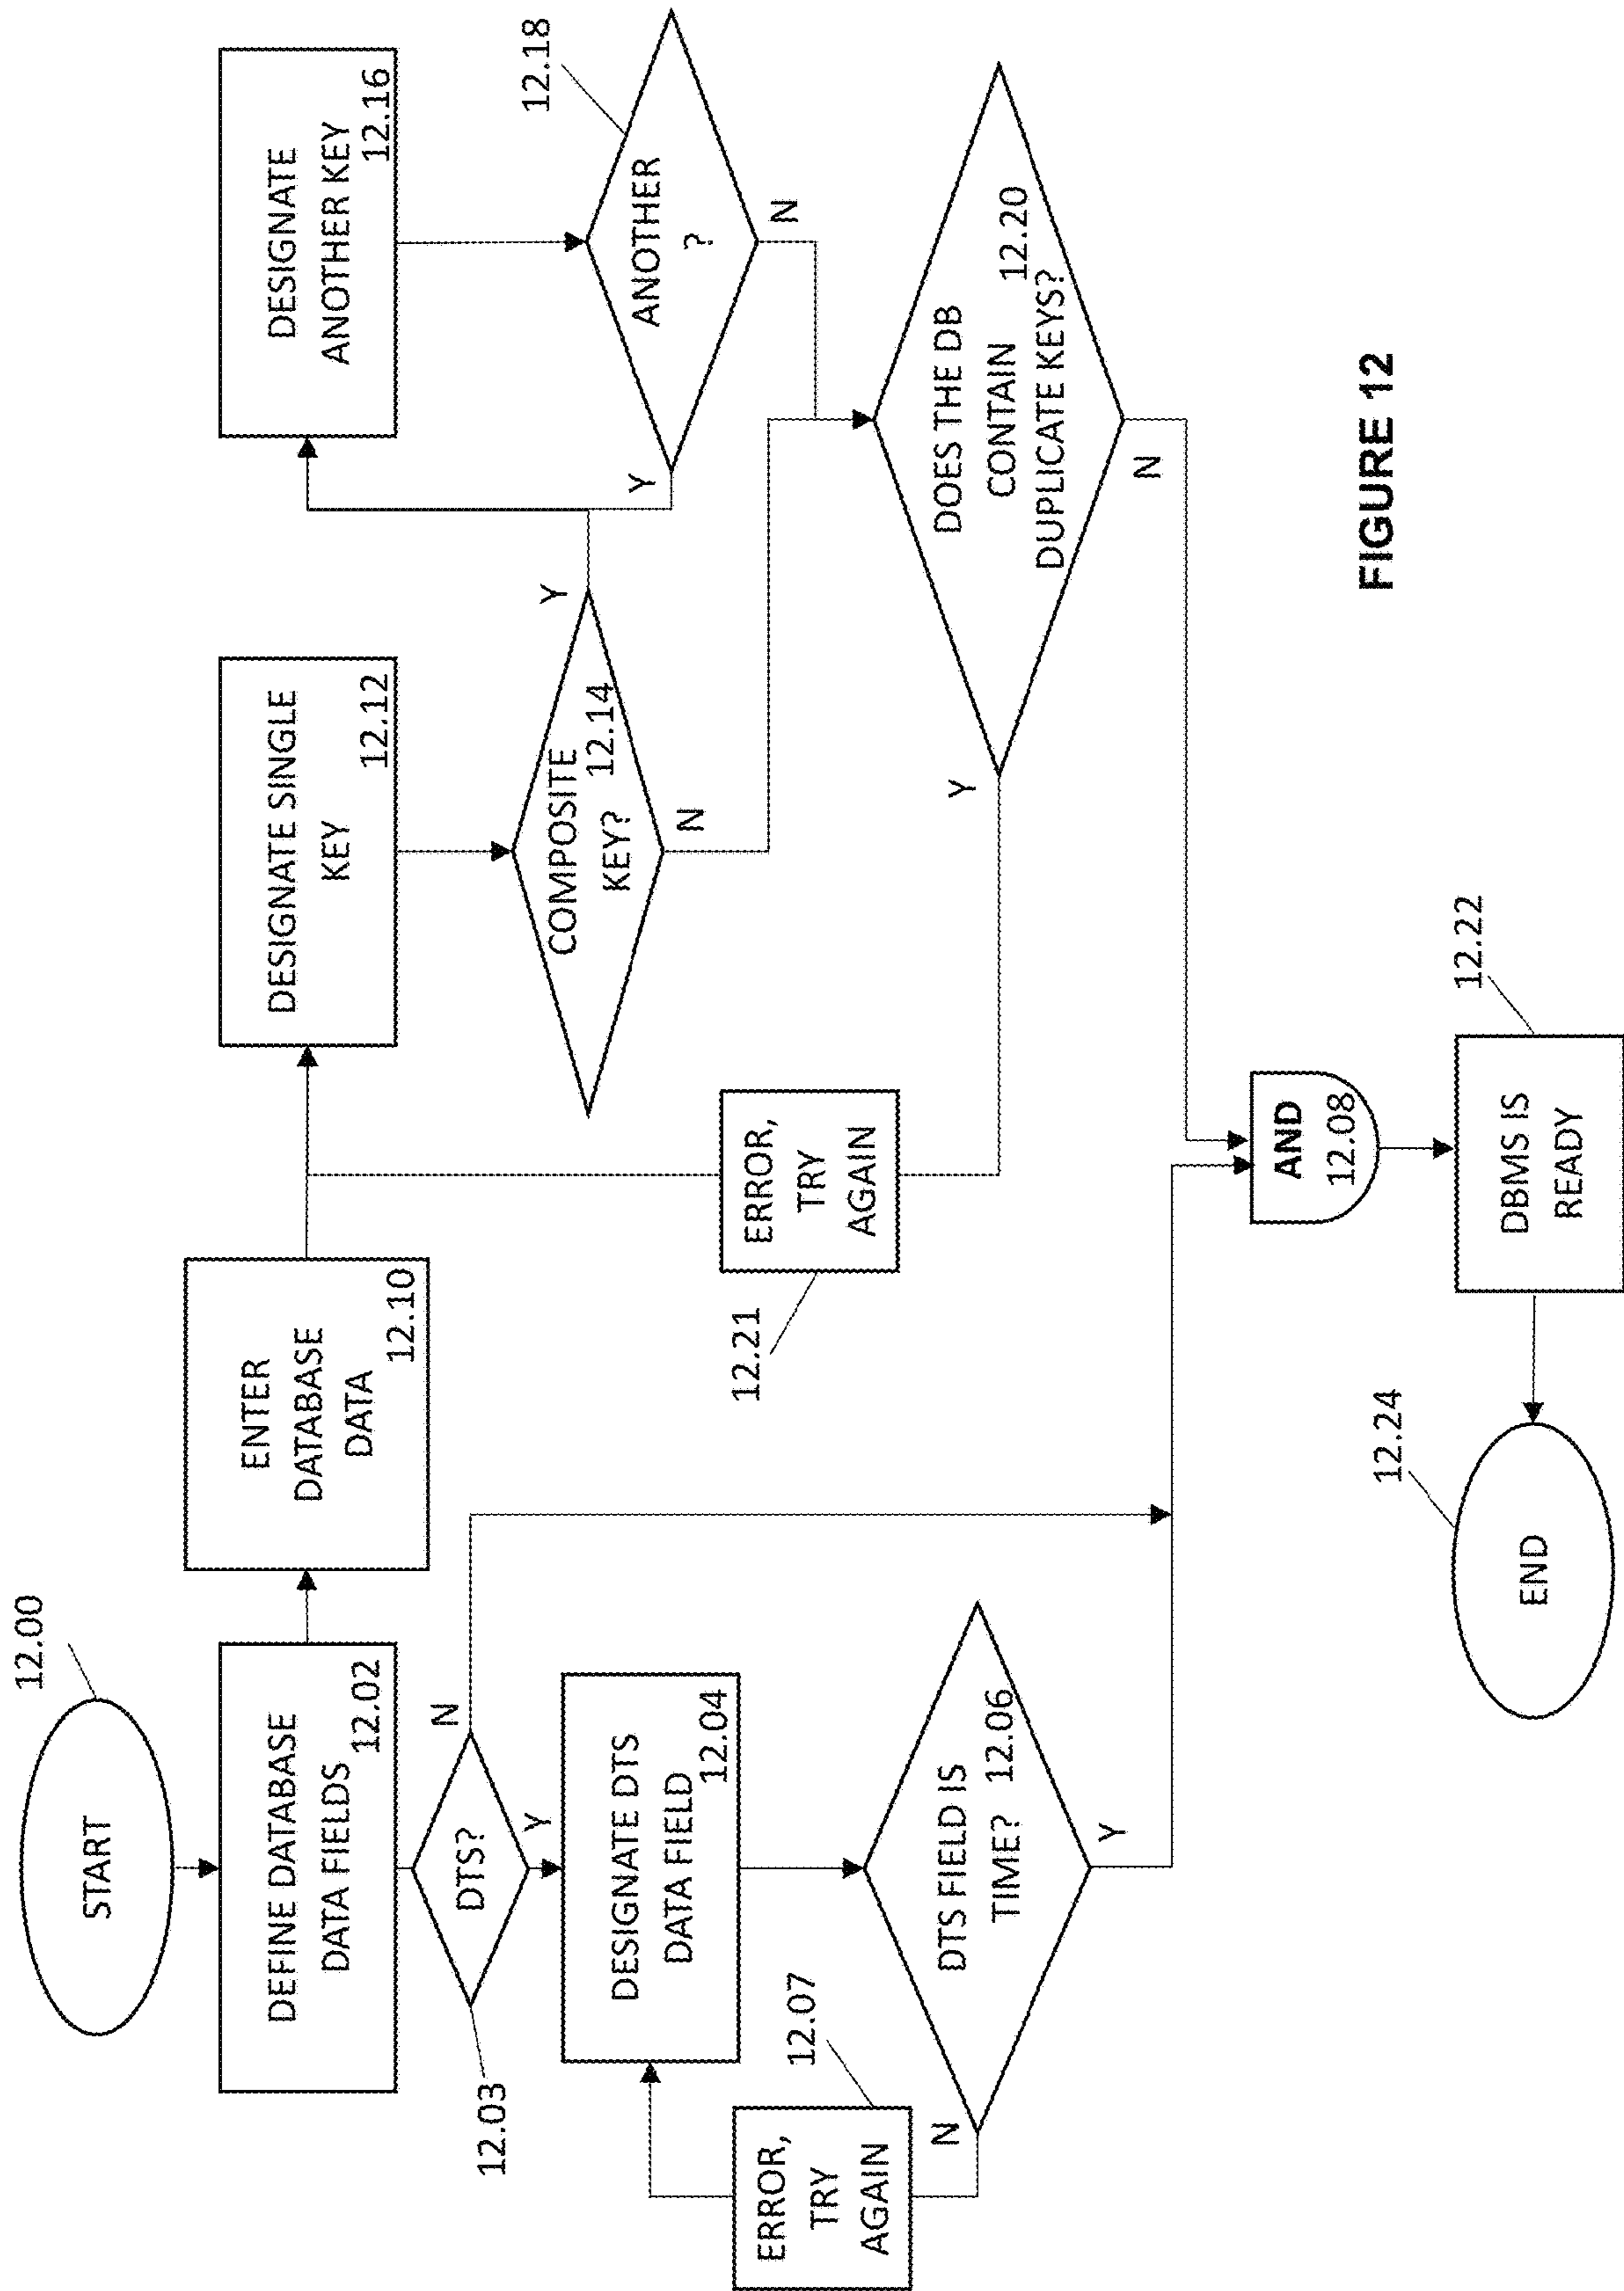 12.00
START
DEFINE DATABASE
DATA FIELDS
12.02
ENTER
DATABASE
DATA
12.10
DESIGNATE SINGLE
KEY
12.12
DESIGNATE
ANOTHER KEY
12.16
12.03
DTS?
N
Y
DESIGNATE DTS
DATA FIELD
12.04
COMPOSITE
KEY?
12.14
Y
N
ANOTHER
?
12.18
Y
N
ERROR,
TRY
AGAIN
12.07
N
DTS FIELD IS
TIME?
12.06
Y
ERROR,
TRY
AGAIN
12.21
Y
DOES THE DB
CONTAIN
12.20
DUPLICATE KEYS?
N
AND
12.08
DBMS IS
READY
12.22
END
12.24
FIGURE 12